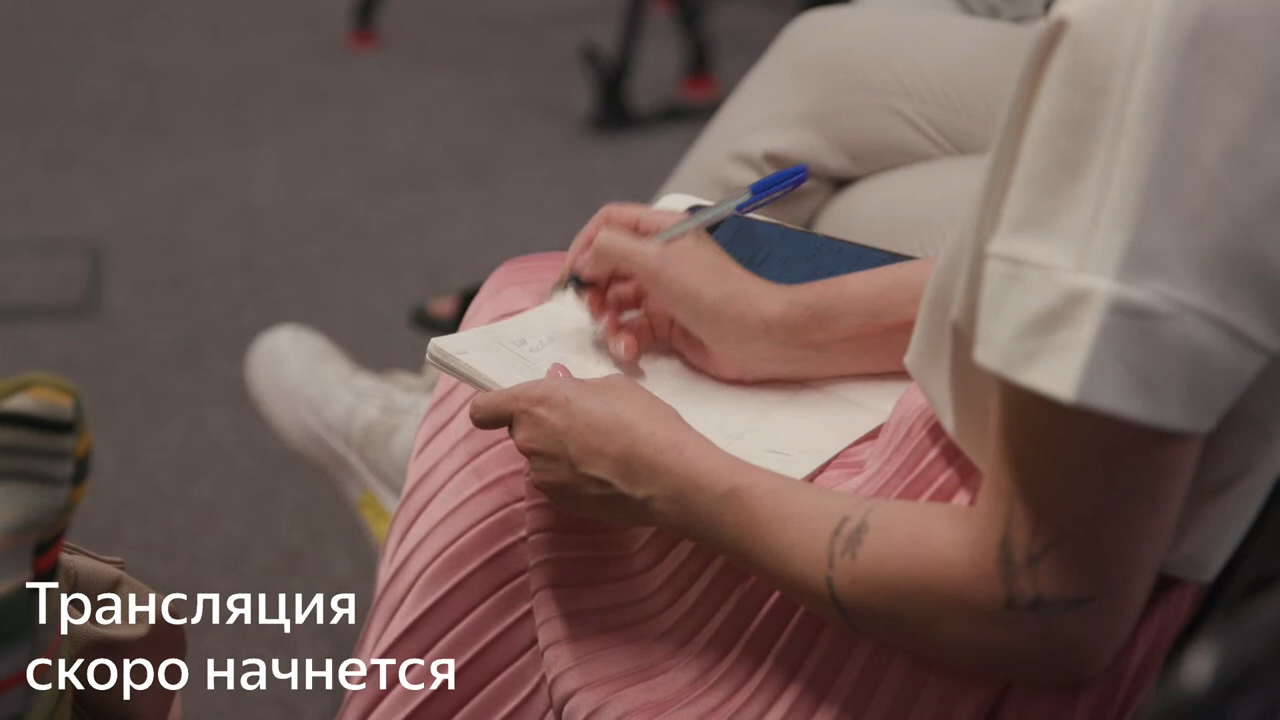 Трансляция
скоро начнется